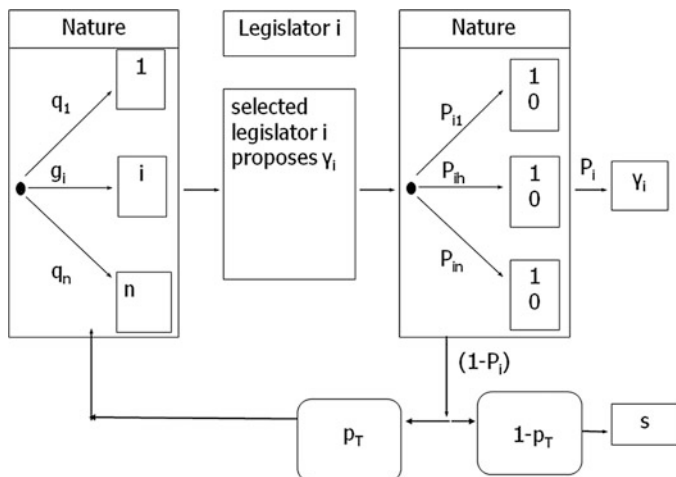 Nature
Legislator i
Nature
1
q1
gi
i
qn
n
selected
legislator i
proposes γi
Pi1
1
0
Pih
1
0
Pin
1
0
Pi
γi
(1-Pi)
pT
1-pT
s